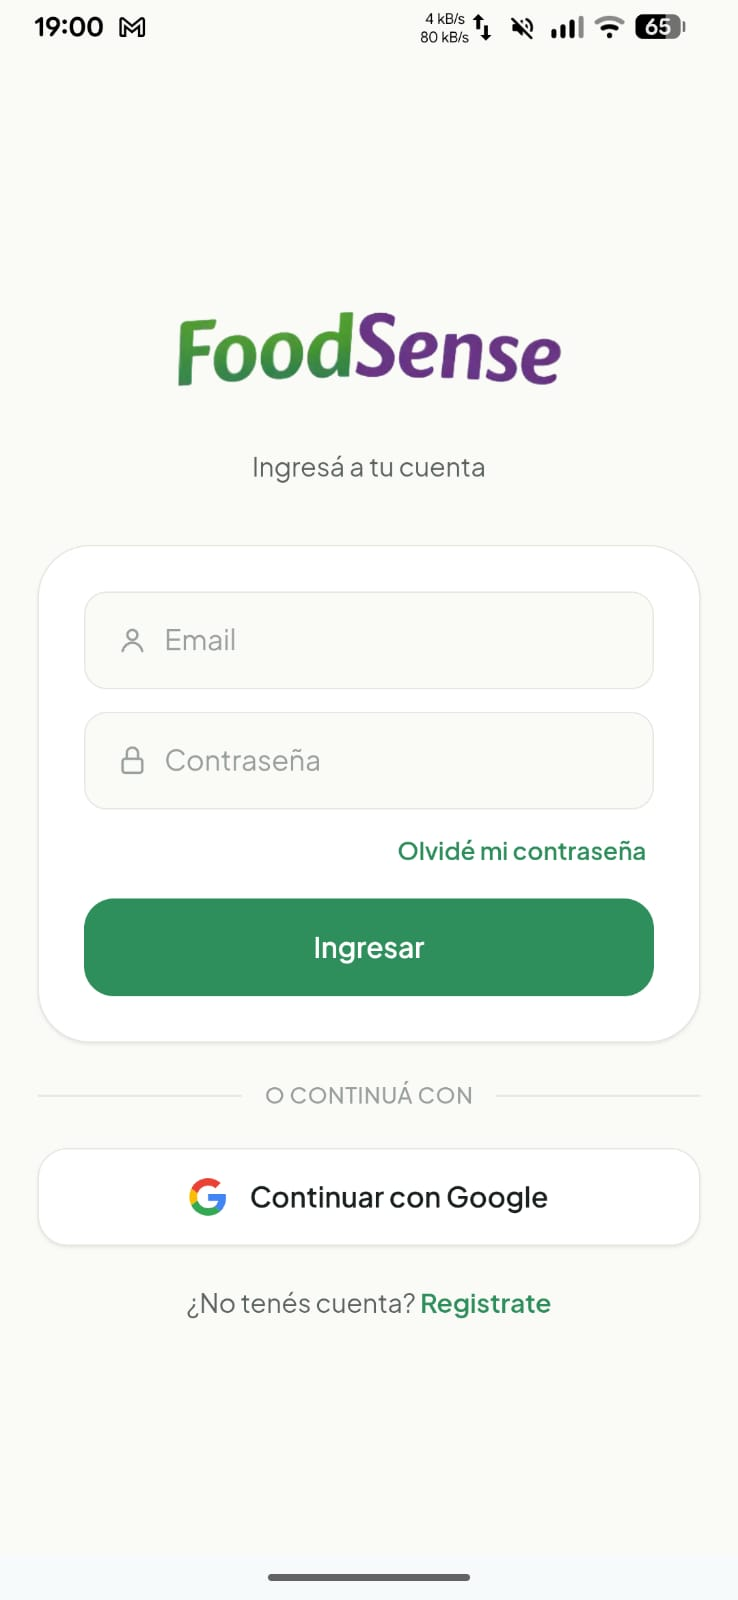 19:00
4 kB/s
80 kB/s
65
FoodSense
Ingresá a tu cuenta
Email
Contraseña
Olvidé mi contraseña
Ingresar
O CONTINUÁ CON
Continuar con Google
¿No tenés cuenta? Registrate